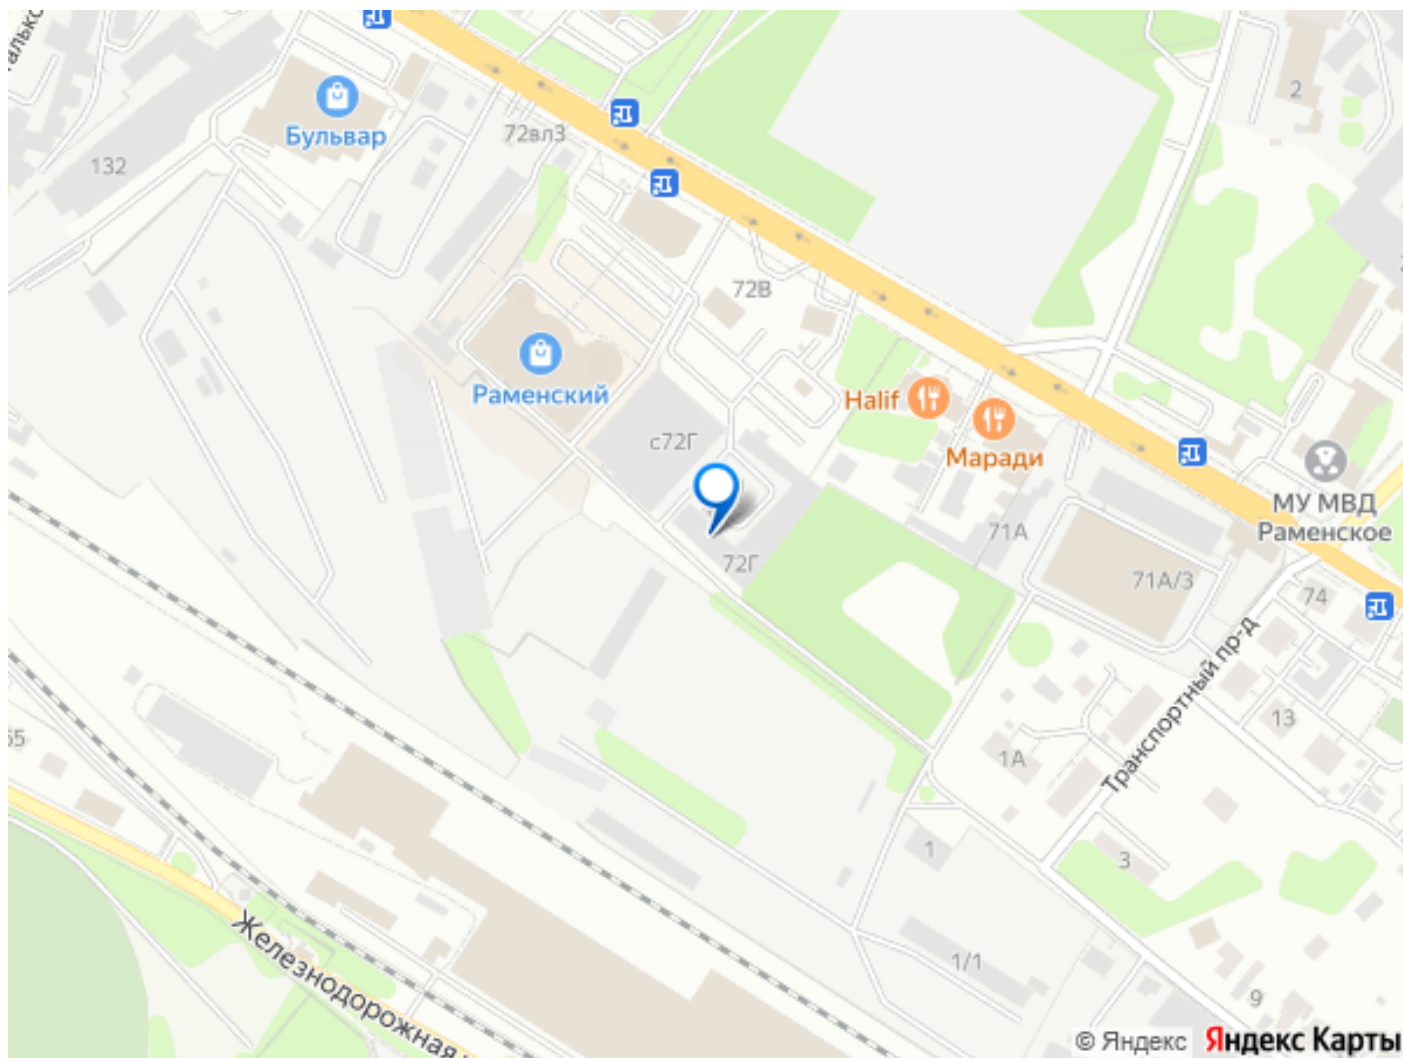 2
Бульвар
72вл3
132
72В
Раменский
Halif
с72Г
Маради
МУ МВД
Раменское
71А
72Г
71А/3
74
Транспортный пр-д
13
1А
1
3
Железнодорожная
1/1
9
© Яндекс Яндекс Карты